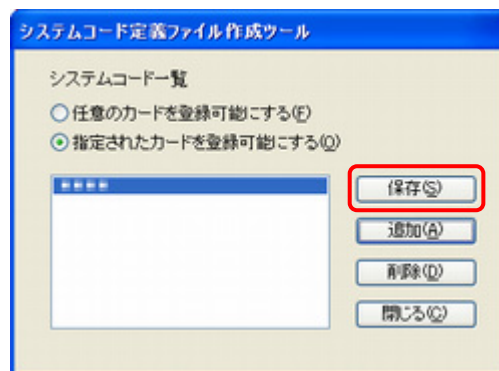 システムコード定義ファイル作成ツール
システムコード一覧
任意のカードを登録可能にする(F)
指定されたカードを登録可能にする(O)
****
保存(S)
追加(A)
削除(D)
閉じる(C)